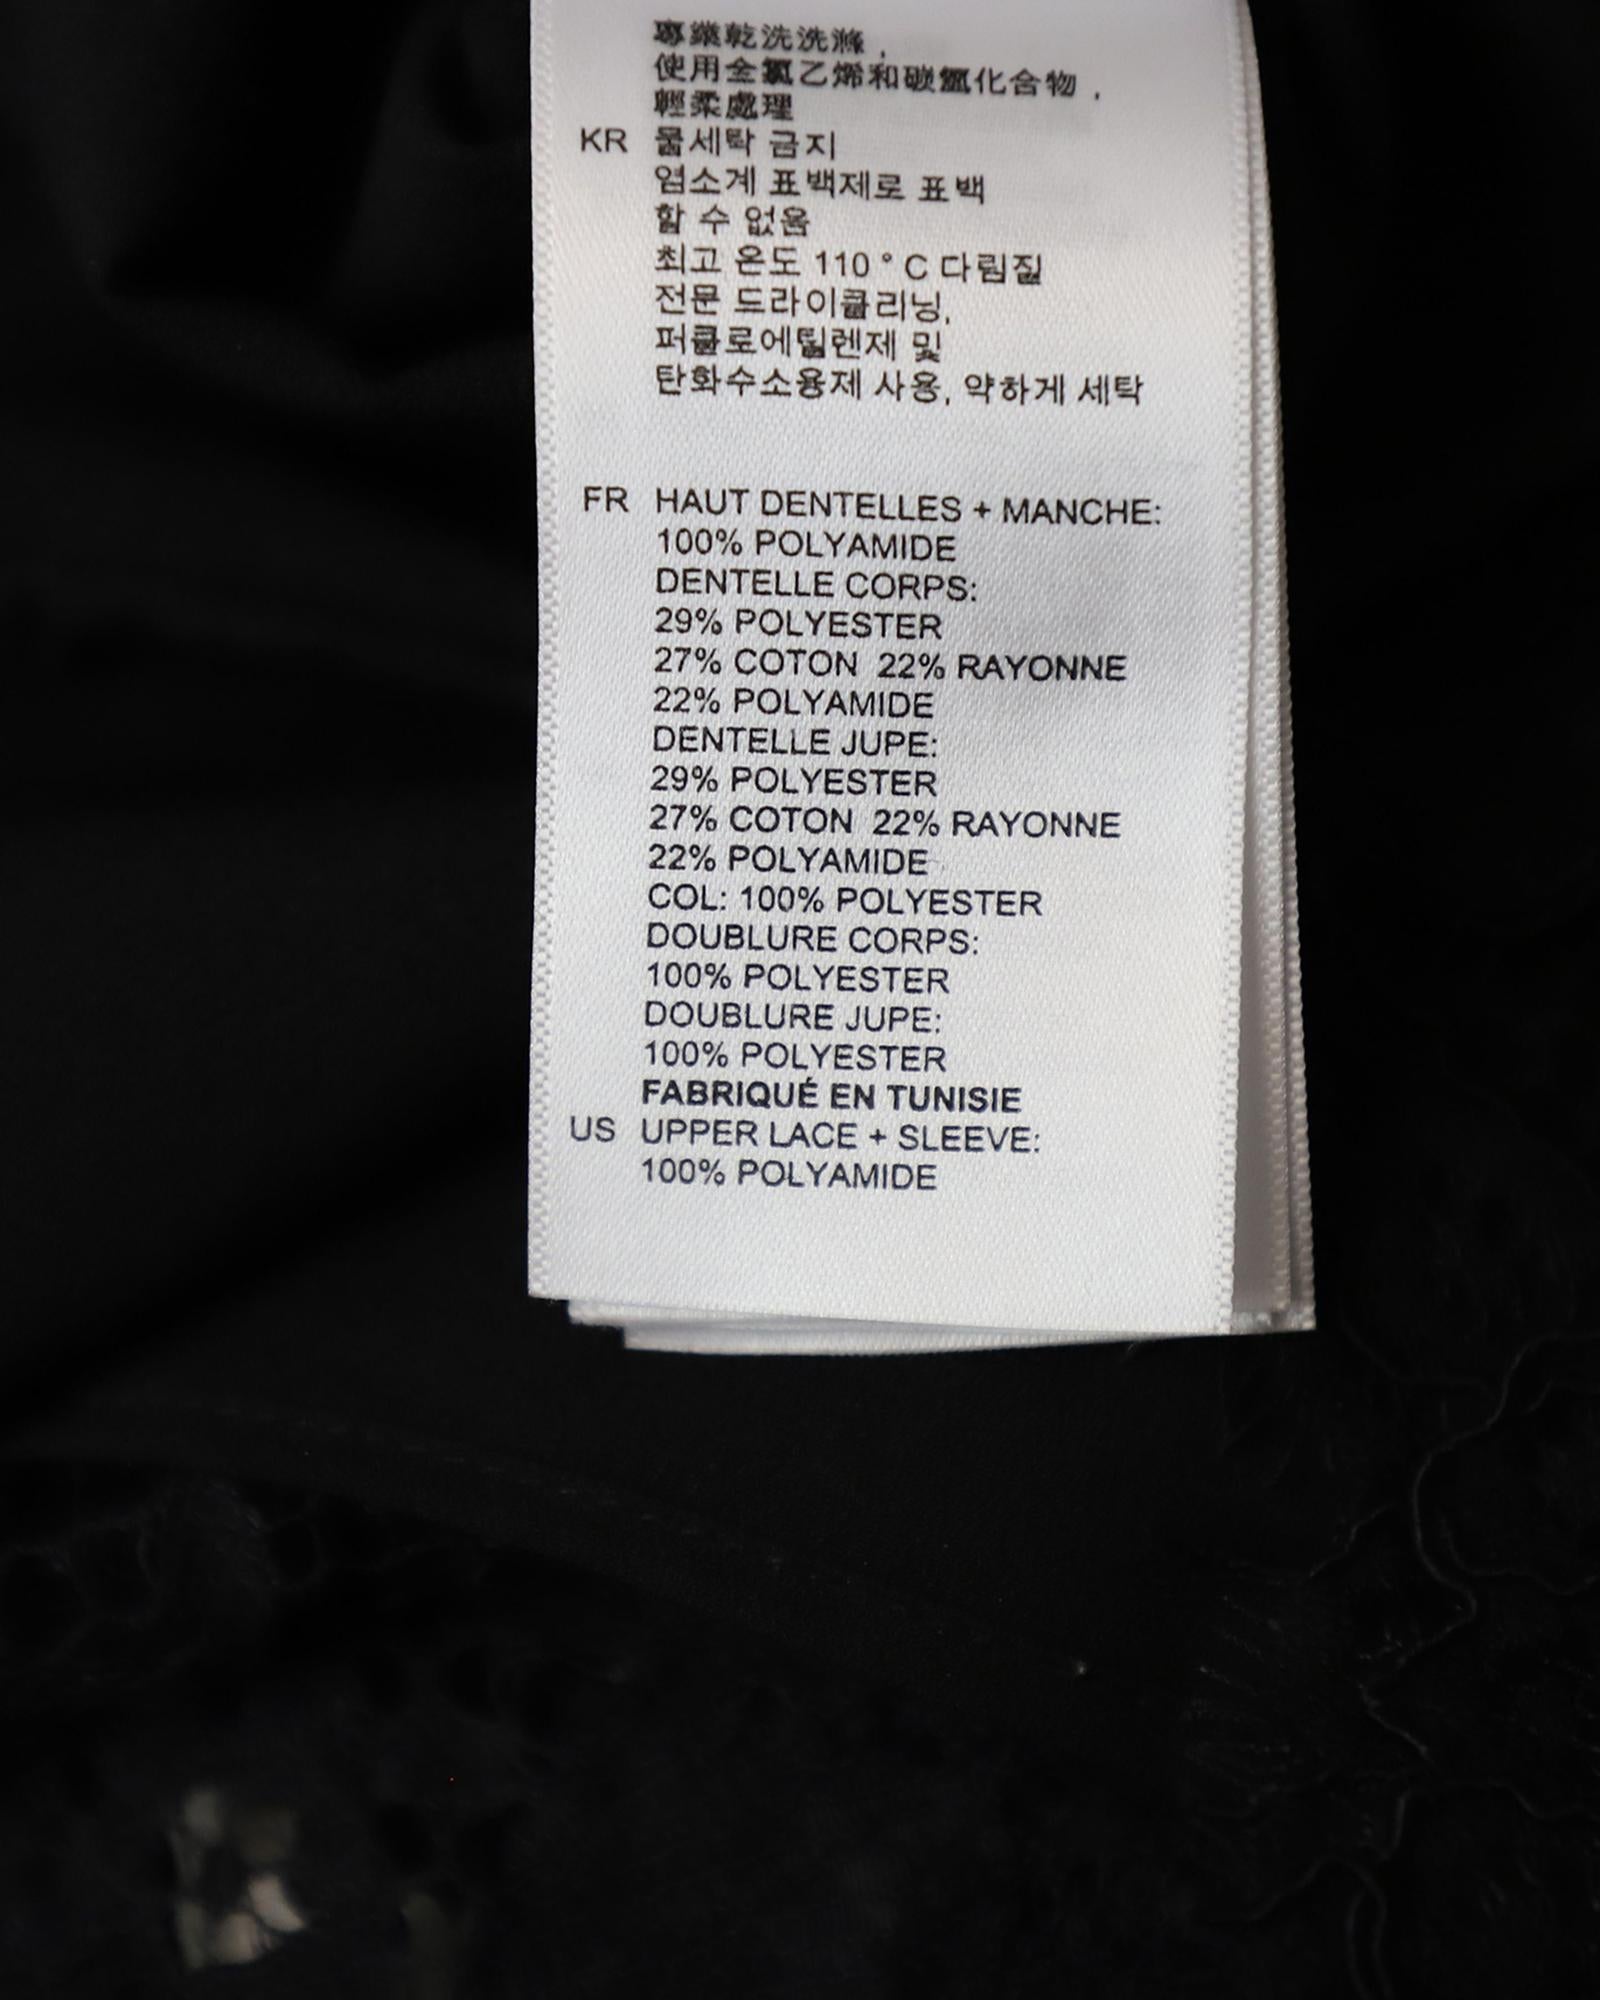 專業乾洗洗滌，
使用全氯乙烯和碳氫化合物，
輕柔處理
KR 물세탁 금지
염소계 표백제로 표백
할 수 없음
최고 온도 110 ° C 다림질
전문 드라이클리닝,
퍼클로에틸렌제 및
탄화수소용제 사용, 약하게 세탁
FR HAUT DENTELLES + MANCHE:
100% POLYAMIDE
DENTELLE CORPS:
29% POLYESTER
27% COTON 22% RAYONNE
22% POLYAMIDE
DENTELLE JUPE:
29% POLYESTER
27% COTON 22% RAYONNE
22% POLYAMIDE
COL: 100% POLYESTER
DOUBLURE CORPS:
100% POLYESTER
DOUBLURE JUPE:
100% POLYESTER
FABRIQUÉ EN TUNISIE
US UPPER LACE + SLEEVE:
100% POLYAMIDE